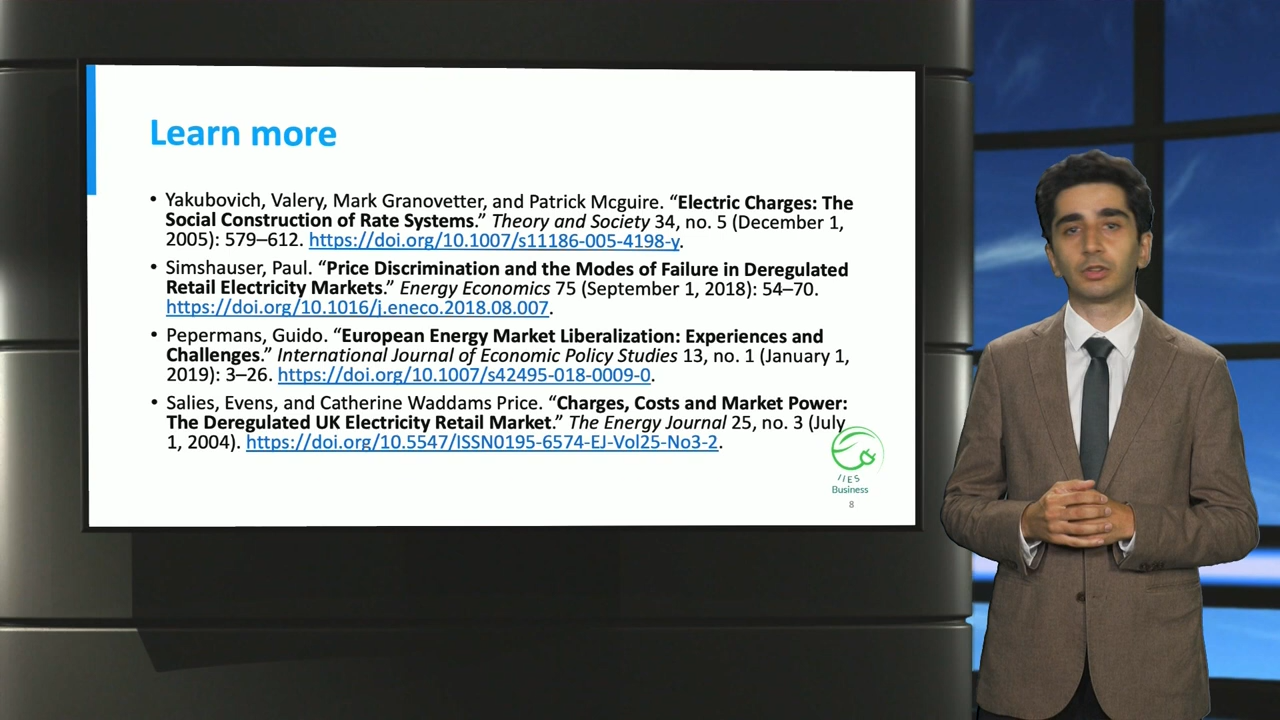 Learn more
• Yakubovich, Valery, Mark Granovetter, and Patrick Mcguire. “Electric Charges: The
Social Construction of Rate Systems.” Theory and Society 34, no. 5 (December 1,
2005): 579–612. https://doi.org/10.1007/s11186-005-4198-y.
• Simshauser, Paul. “Price Discrimination and the Modes of Failure in Deregulated
Retail Electricity Markets.” Energy Economics 75 (September 1, 2018): 54–70.
https://doi.org/10.1016/j.eneco.2018.08.007.
• Pepermans, Guido. “European Energy Market Liberalization: Experiences and
Challenges.” International Journal of Economic Policy Studies 13, no. 1 (January 1,
2019): 3–26. https://doi.org/10.1007/s42495-018-0009-0.
• Salies, Evens, and Catherine Waddams Price. “Charges, Costs and Market Power:
The Deregulated UK Electricity Retail Market.” The Energy Journal 25, no. 3 (July
1, 2004). https://doi.org/10.5547/ISSN0195-6574-EJ-Vol25-No3-2.
IIES
Business
8